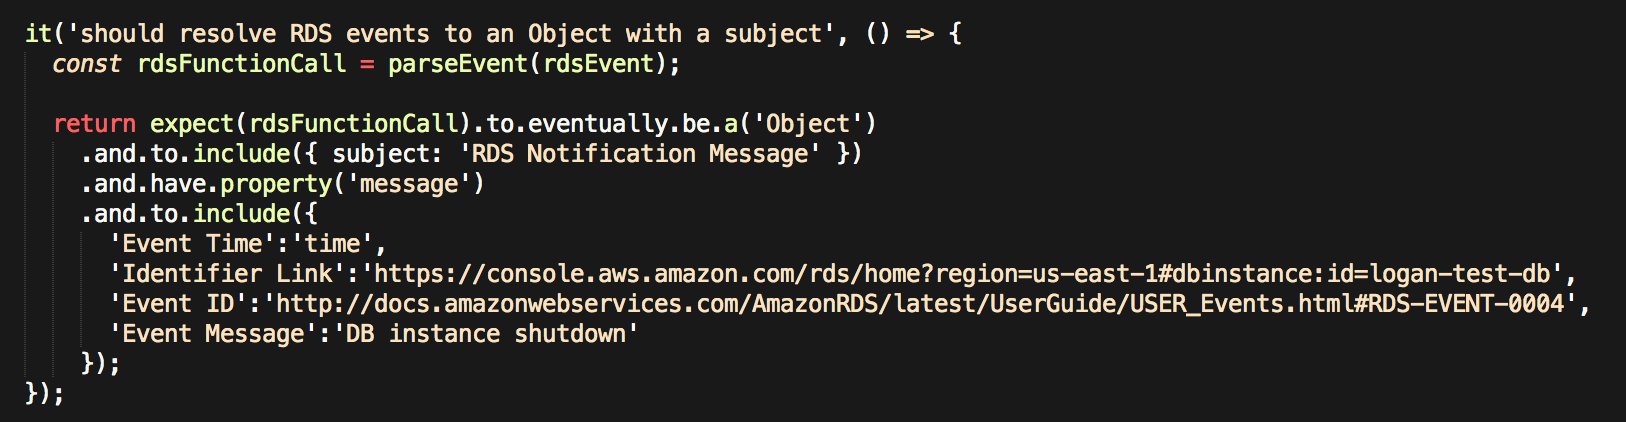 it('should resolve RDS events to an Object with a subject', () => {
  const rdsFunctionCall = parseEvent(rdsEvent);

  return expect(rdsFunctionCall).to.eventually.be.a('Object')
    .and.to.include({ subject: 'RDS Notification Message' })
    .and.have.property('message')
    .and.to.include({
      'Event Time':'time',
      'Identifier Link':'https://console.aws.amazon.com/rds/home?region=us-east-1#dbinstance:id=logan-test-db',
      'Event ID':'http://docs.amazonwebservices.com/AmazonRDS/latest/UserGuide/USER_Events.html#RDS-EVENT-0004',
      'Event Message':'DB instance shutdown'
    });
});